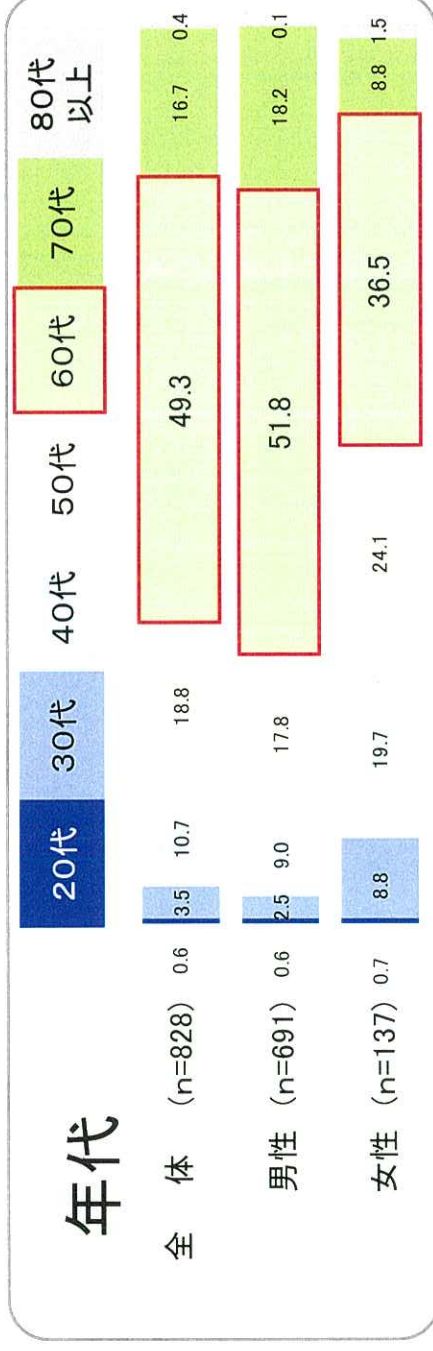 年代
20代 30代 40代 50代 60代 70代 80代以上
全 体 (n=828) 0.6 3.5 10.7 18.8 49.3 16.7 0.4
男性 (n=691) 0.6 2.5 9.0 17.8 51.8 18.2 0.1
女性 (n=137) 0.7 8.8 19.7 24.1 36.5 8.8 1.5